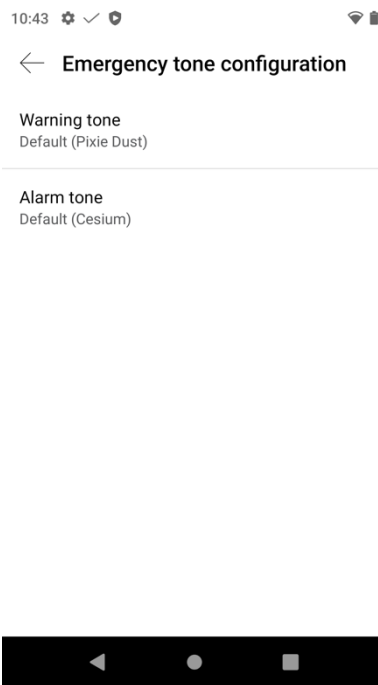 10:43
Emergency tone configuration
Warning tone
Default (Pixie Dust)
Alarm tone
Default (Cesium)